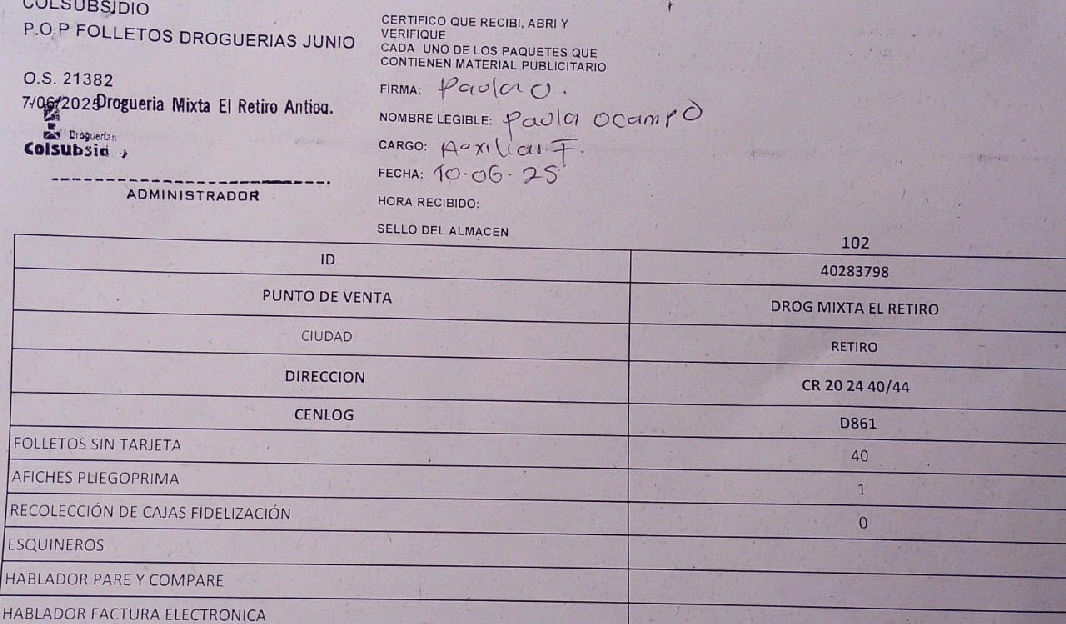 COLSUBSIDIO
P.O.P FOLLETOS DROGUERIAS JUNIO
O.S. 21382
7/06/2025 Drogueria Mixta El Retiro Antioq.
Droguerías
Colsubsid
ADMINISTRADOR
CERTIFICO QUE RECIBI, ABRI Y
VERIFIQUE
CADA UNO DE LOS PAQUETES QUE
CONTIENEN MATERIAL PUBLICITARIO
FIRMA: Paula O.
NOMBRE LEGIBLE: Paula Ocampo
CARGO: Auxiliar F.
FECHA: 10-06-25
HORA RECIBIDO:
SELLO DEL ALMACEN
102
ID 40283798
PUNTO DE VENTA DROG MIXTA EL RETIRO
CIUDAD RETIRO
DIRECCION CR 20 24 40/44
CENLOG D861
FOLLETOS SIN TARJETA 40
AFICHES PLIEGOPRIMA 1
RECOLECCIÓN DE CAJAS FIDELIZACIÓN 0
ESQUINEROS
HABLADOR PARE Y COMPARE
HABLADOR FACTURA ELECTRONICA